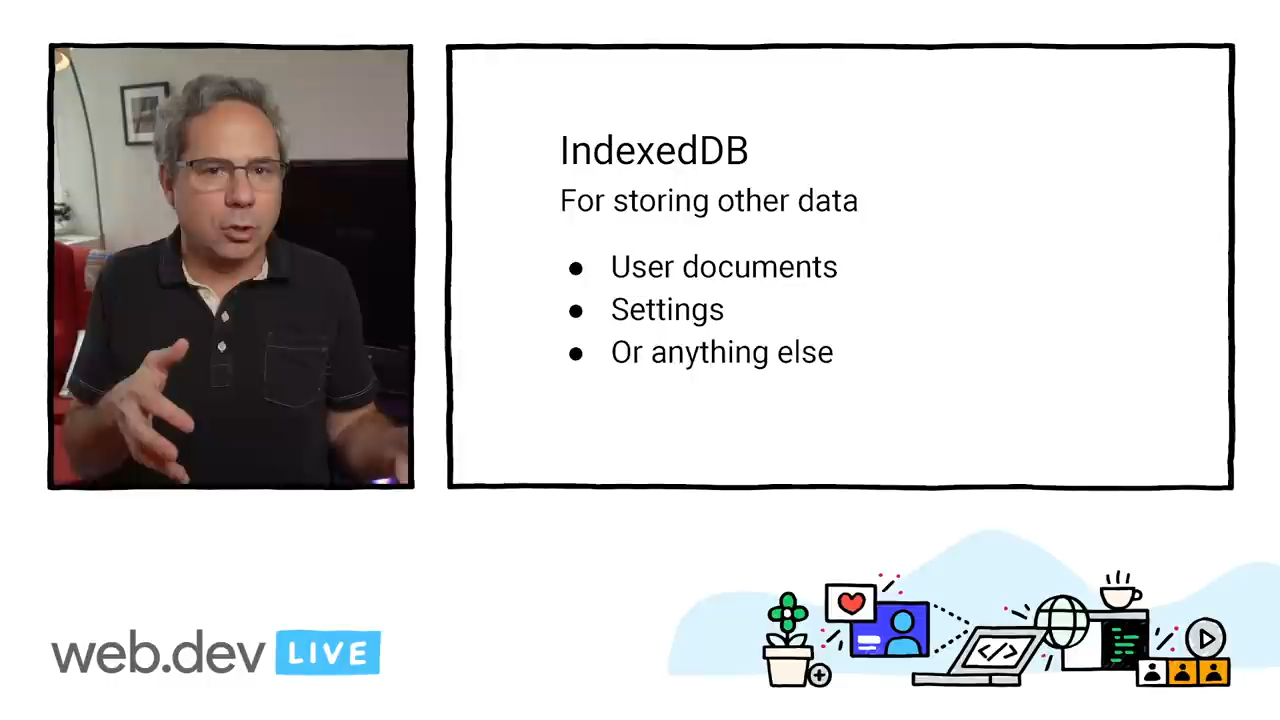 IndexedDB
For storing other data
● User documents
● Settings
● Or anything else
web.dev LIVE
</>